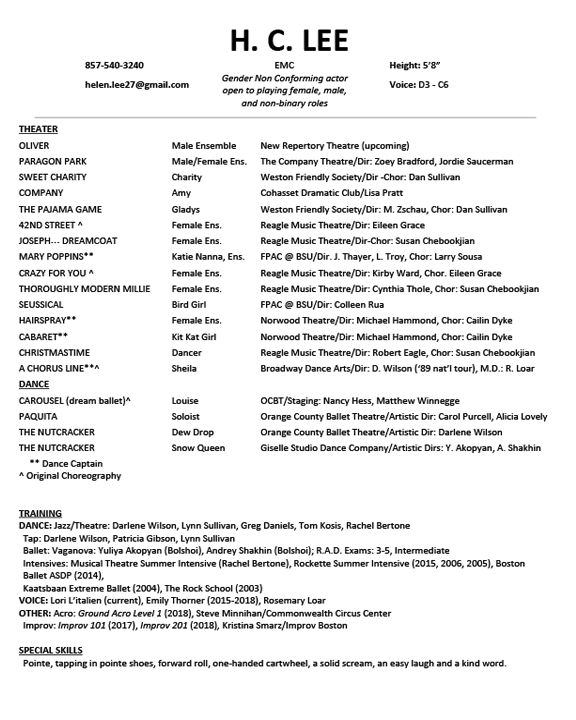 H. C. LEE
857-540-3240 EMC Height: 5'8"
helen.lee27@gmail.com Gender Non Conforming actor Voice: D3 - C6
open to playing female, male,
and non-binary roles
THEATER
OLIVER Male Ensemble New Repertory Theatre (upcoming)
PARAGON PARK Male/Female Ens. The Company Theatre/Dir: Zoey Bradford, Jordie Saucerman
SWEET CHARITY Charity Weston Friendly Society/Dir -Chor: Dan Sullivan
COMPANY Amy Cohasset Dramatic Club/Lisa Pratt
THE PAJAMA GAME Gladys Weston Friendly Society/Dir: M. Zschau, Chor: Dan Sullivan
42ND STREET ^ Female Ens. Reagle Music Theatre/Dir: Eileen Grace
JOSEPH... DREAMCOAT Female Ens. Reagle Music Theatre/Dir-Chor: Susan Chebookjian
MARY POPPINS** Katie Nanna, Ens. FPAC @ BSU/Dir. J. Thayer, L. Troy, Chor: Larry Sousa
CRAZY FOR YOU ^ Female Ens. Reagle Music Theatre/Dir: Kirby Ward, Chor. Eileen Grace
THOROUGHLY MODERN MILLIE Female Ens. Reagle Music Theatre/Dir: Cynthia Thole, Chor: Susan Chebookjian
SEUSSICAL Bird Girl FPAC @ BSU/Dir: Colleen Rua
HAIRSPRAY** Female Ens. Norwood Theatre/Dir: Michael Hammond, Chor: Cailin Dyke
CABARET** Kit Kat Girl Norwood Theatre/Dir: Michael Hammond, Chor: Cailin Dyke
CHRISTMASTIME Dancer Reagle Music Theatre/Dir: Robert Eagle, Chor: Susan Chebookjian
A CHORUS LINE**^ Sheila Broadway Dance Arts/Dir: D. Wilson ('89 nat'l tour), M.D.: R. Loar
DANCE
CAROUSEL (dream ballet)^ Louise OCBT/Staging: Nancy Hess, Matthew Winnegge
PAQUITA Soloist Orange County Ballet Theatre/Artistic Dir: Carol Purcell, Alicia Lovely
THE NUTCRACKER Dew Drop Orange County Ballet Theatre/Artistic Dir: Darlene Wilson
THE NUTCRACKER Snow Queen Giselle Studio Dance Company/Artistic Dirs: Y. Akopyan, A. Shakhin
** Dance Captain
^ Original Choreography
TRAINING
DANCE: Jazz/Theatre: Darlene Wilson, Lynn Sullivan, Greg Daniels, Tom Kosis, Rachel Bertone
Tap: Darlene Wilson, Patricia Gibson, Lynn Sullivan
Ballet: Vaganova: Yuliya Akopyan (Bolshoi), Andrey Shakhin (Bolshoi); R.A.D. Exams: 3-5, Intermediate
Intensives: Musical Theatre Summer Intensive (Rachel Bertone), Rockette Summer Intensive (2015, 2006, 2005), Boston
Ballet ASDP (2014),
Kaatsbaan Extreme Ballet (2004), The Rock School (2003)
VOICE: Lori L'italien (current), Emily Thorner (2015-2018), Rosemary Loar
OTHER: Acro: Ground Acro Level 1 (2018), Steve Minnihan/Commonwealth Circus Center
Improv: Improv 101 (2017), Improv 201 (2018), Kristina Smarz/Improv Boston
SPECIAL SKILLS
Pointe, tapping in pointe shoes, forward roll, one-handed cartwheel, a solid scream, an easy laugh and a kind word.